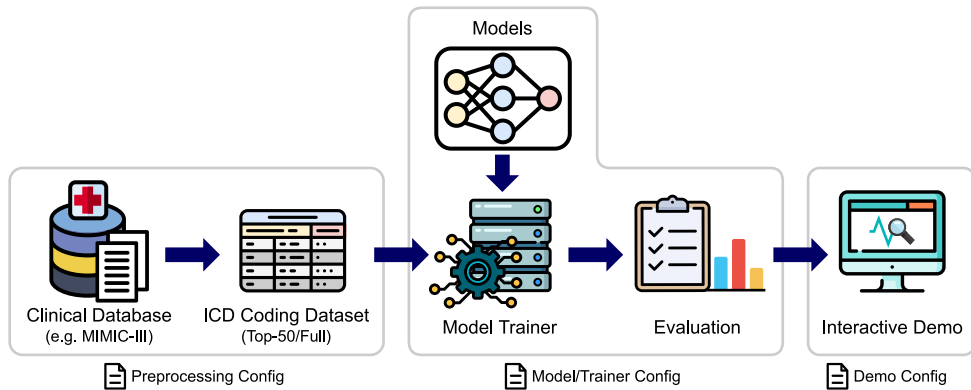 Models
Clinical Database
(e.g. MIMIC-III)
ICD Coding Dataset
(Top-50/Full)
Model Trainer
Evaluation
Interactive Demo
Preprocessing Config
Model/Trainer Config
Demo Config